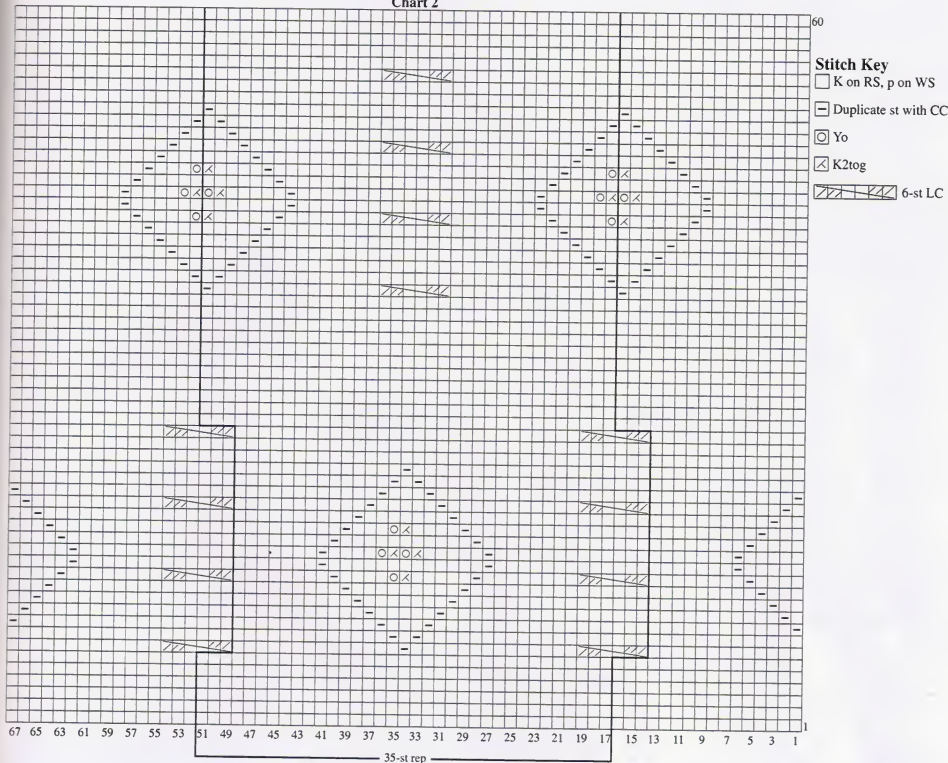 Chart 2
60
Stitch Key
K on RS, p on WS
Duplicate st with CC
Yo
K2tog
6-st LC
1
67 65 63 61 59 57 55 53 51 49 47 45 43 41 39 37 35 33 31 29 27 25 23 21 19 17 15 13 11 9 7 5 3 1
35-st rep